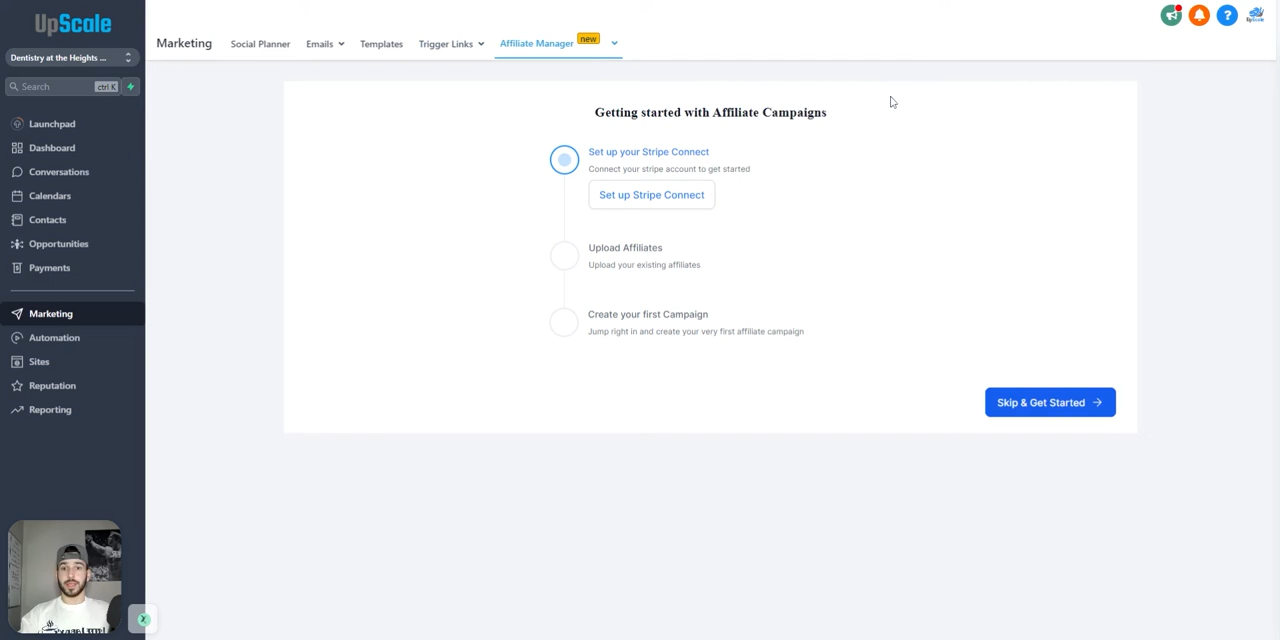 UpScale
Dentistry at the Heights ...
Search
ctrl K
Launchpad
Dashboard
Conversations
Calendars
Contacts
Opportunities
Payments
Marketing
Automation
Sites
Reputation
Reporting
Marketing
Social Planner
Emails
Templates
Trigger Links
Affiliate Manager
new
?
Getting started with Affiliate Campaigns
Set up your Stripe Connect
Connect your stripe account to get started
Set up Stripe Connect
Upload Affiliates
Upload your existing affiliates
Create your first Campaign
Jump right in and create your very first affiliate campaign
Skip & Get Started